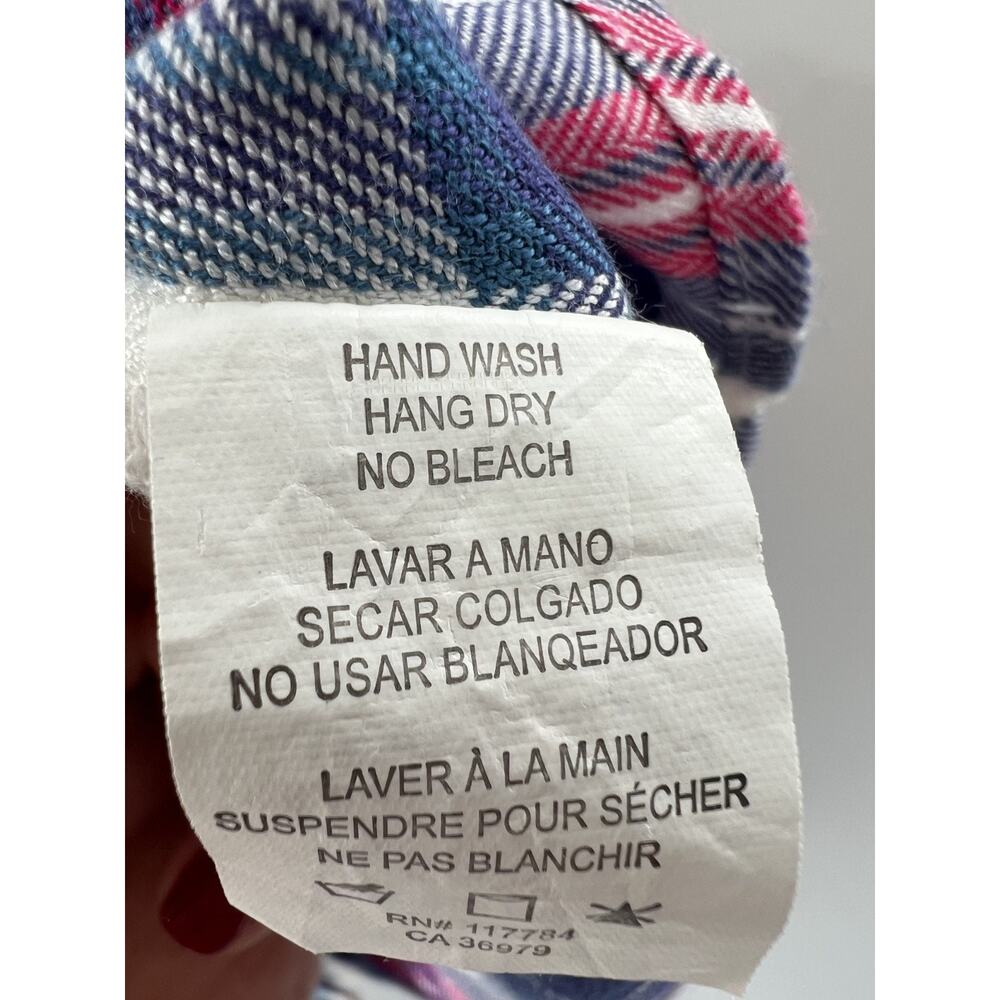 HAND WASH
HANG DRY
NO BLEACH
LAVAR A MANO
SECAR COLGADO
NO USAR BLANQEADOR
LAVER À LA MAIN
SUSPENDRE POUR SÉCHER
NE PAS BLANCHIR
RN# 117784
CA 36979